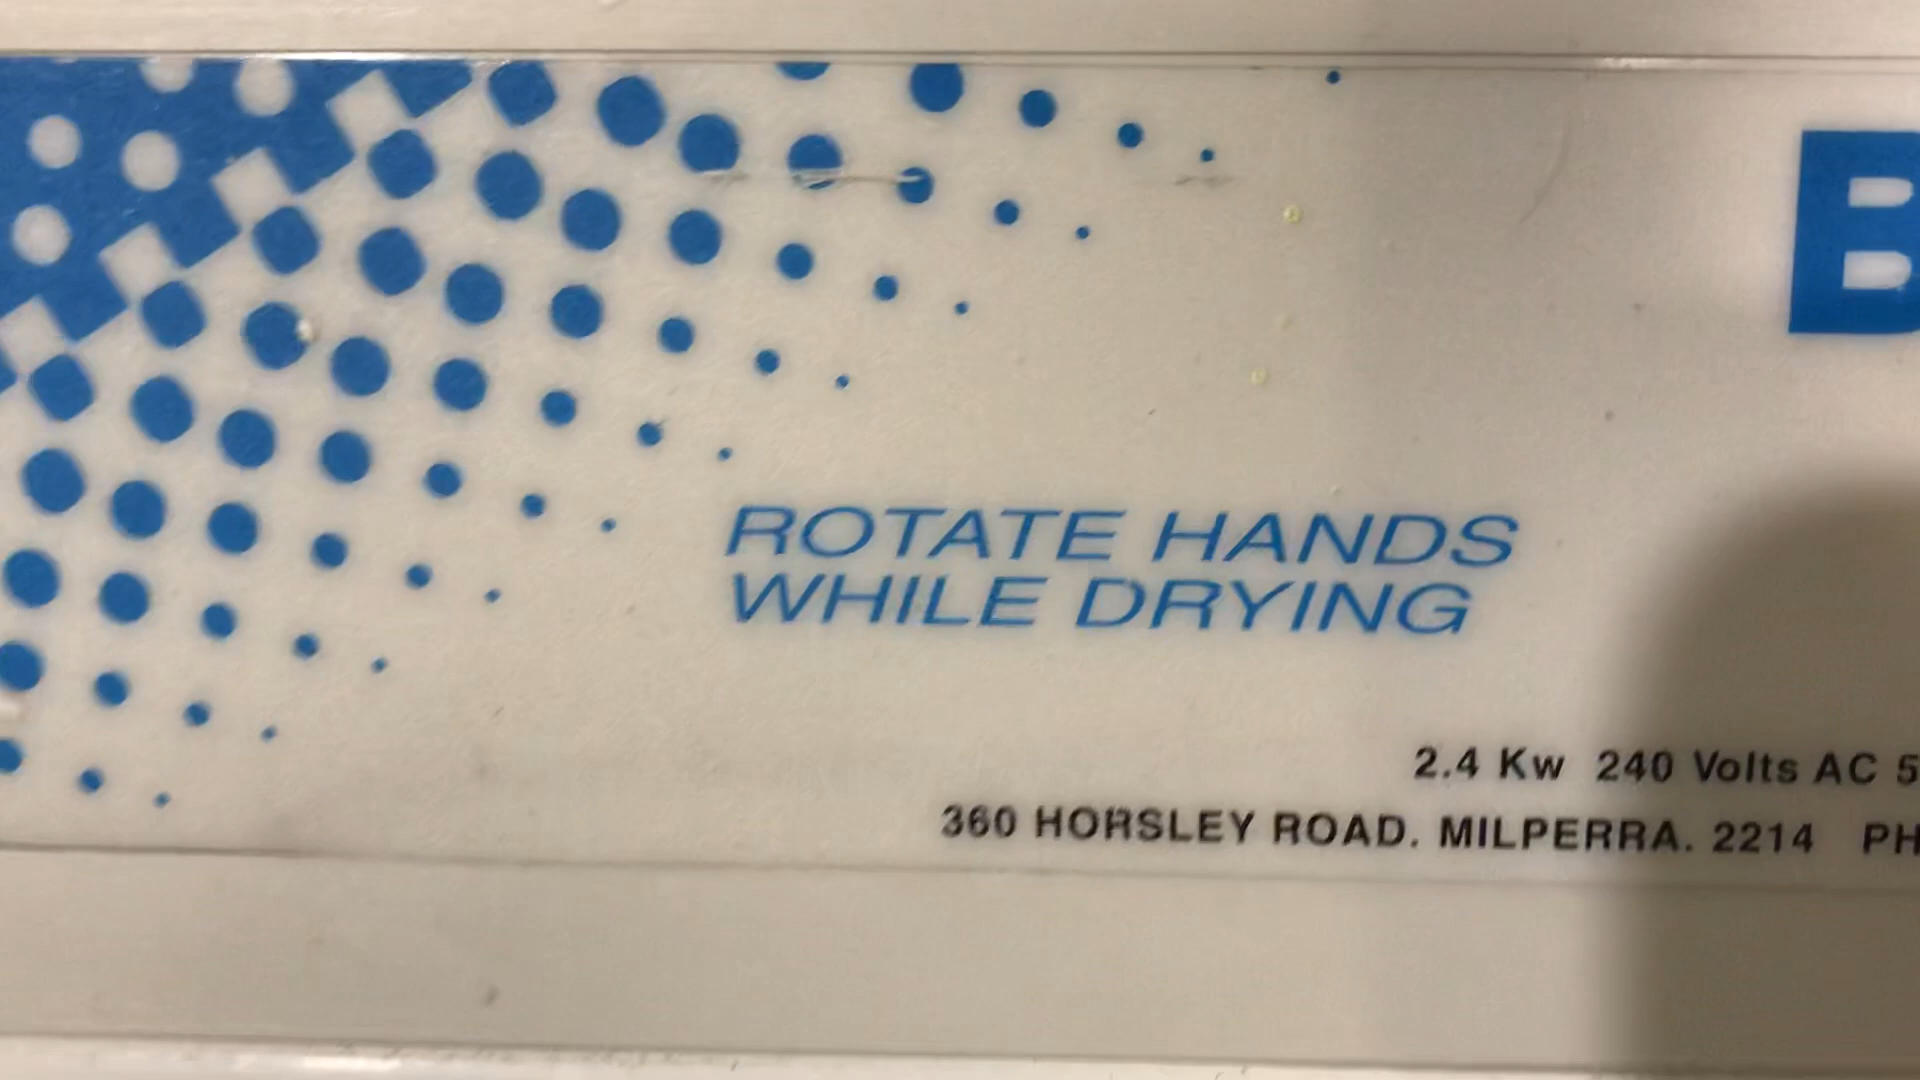 B
ROTATE HANDS
WHILE DRYING
2.4 Kw 240 Volts AC 5
360 HORSLEY ROAD. MILPERRA. 2214 PH